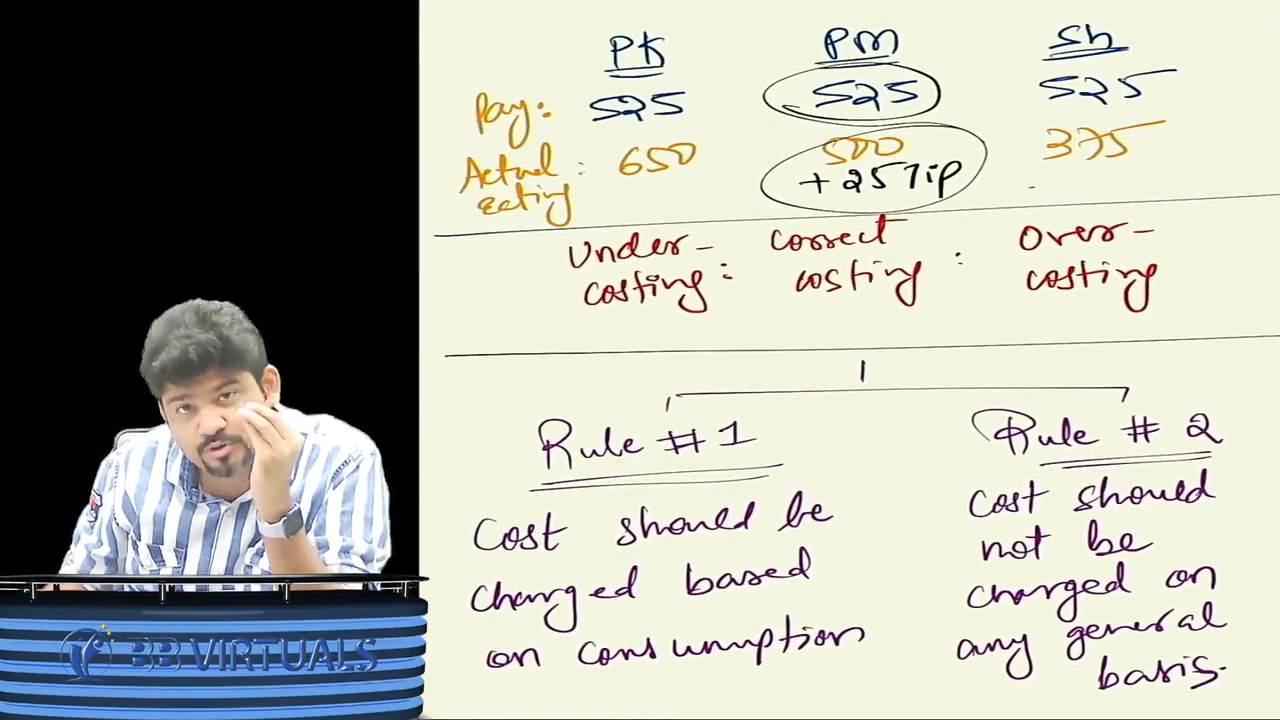 PK PM Sh
Pay: 525 525 525
Actual eating : 650 500 + 25 Tip 375
Under-costing : Correct costing : Over-costing
Rule # 1
Cost should be
charged based
on consumption
Rule # 2
Cost should
not be
charged on
any general
basis.
BB VIRTUALS